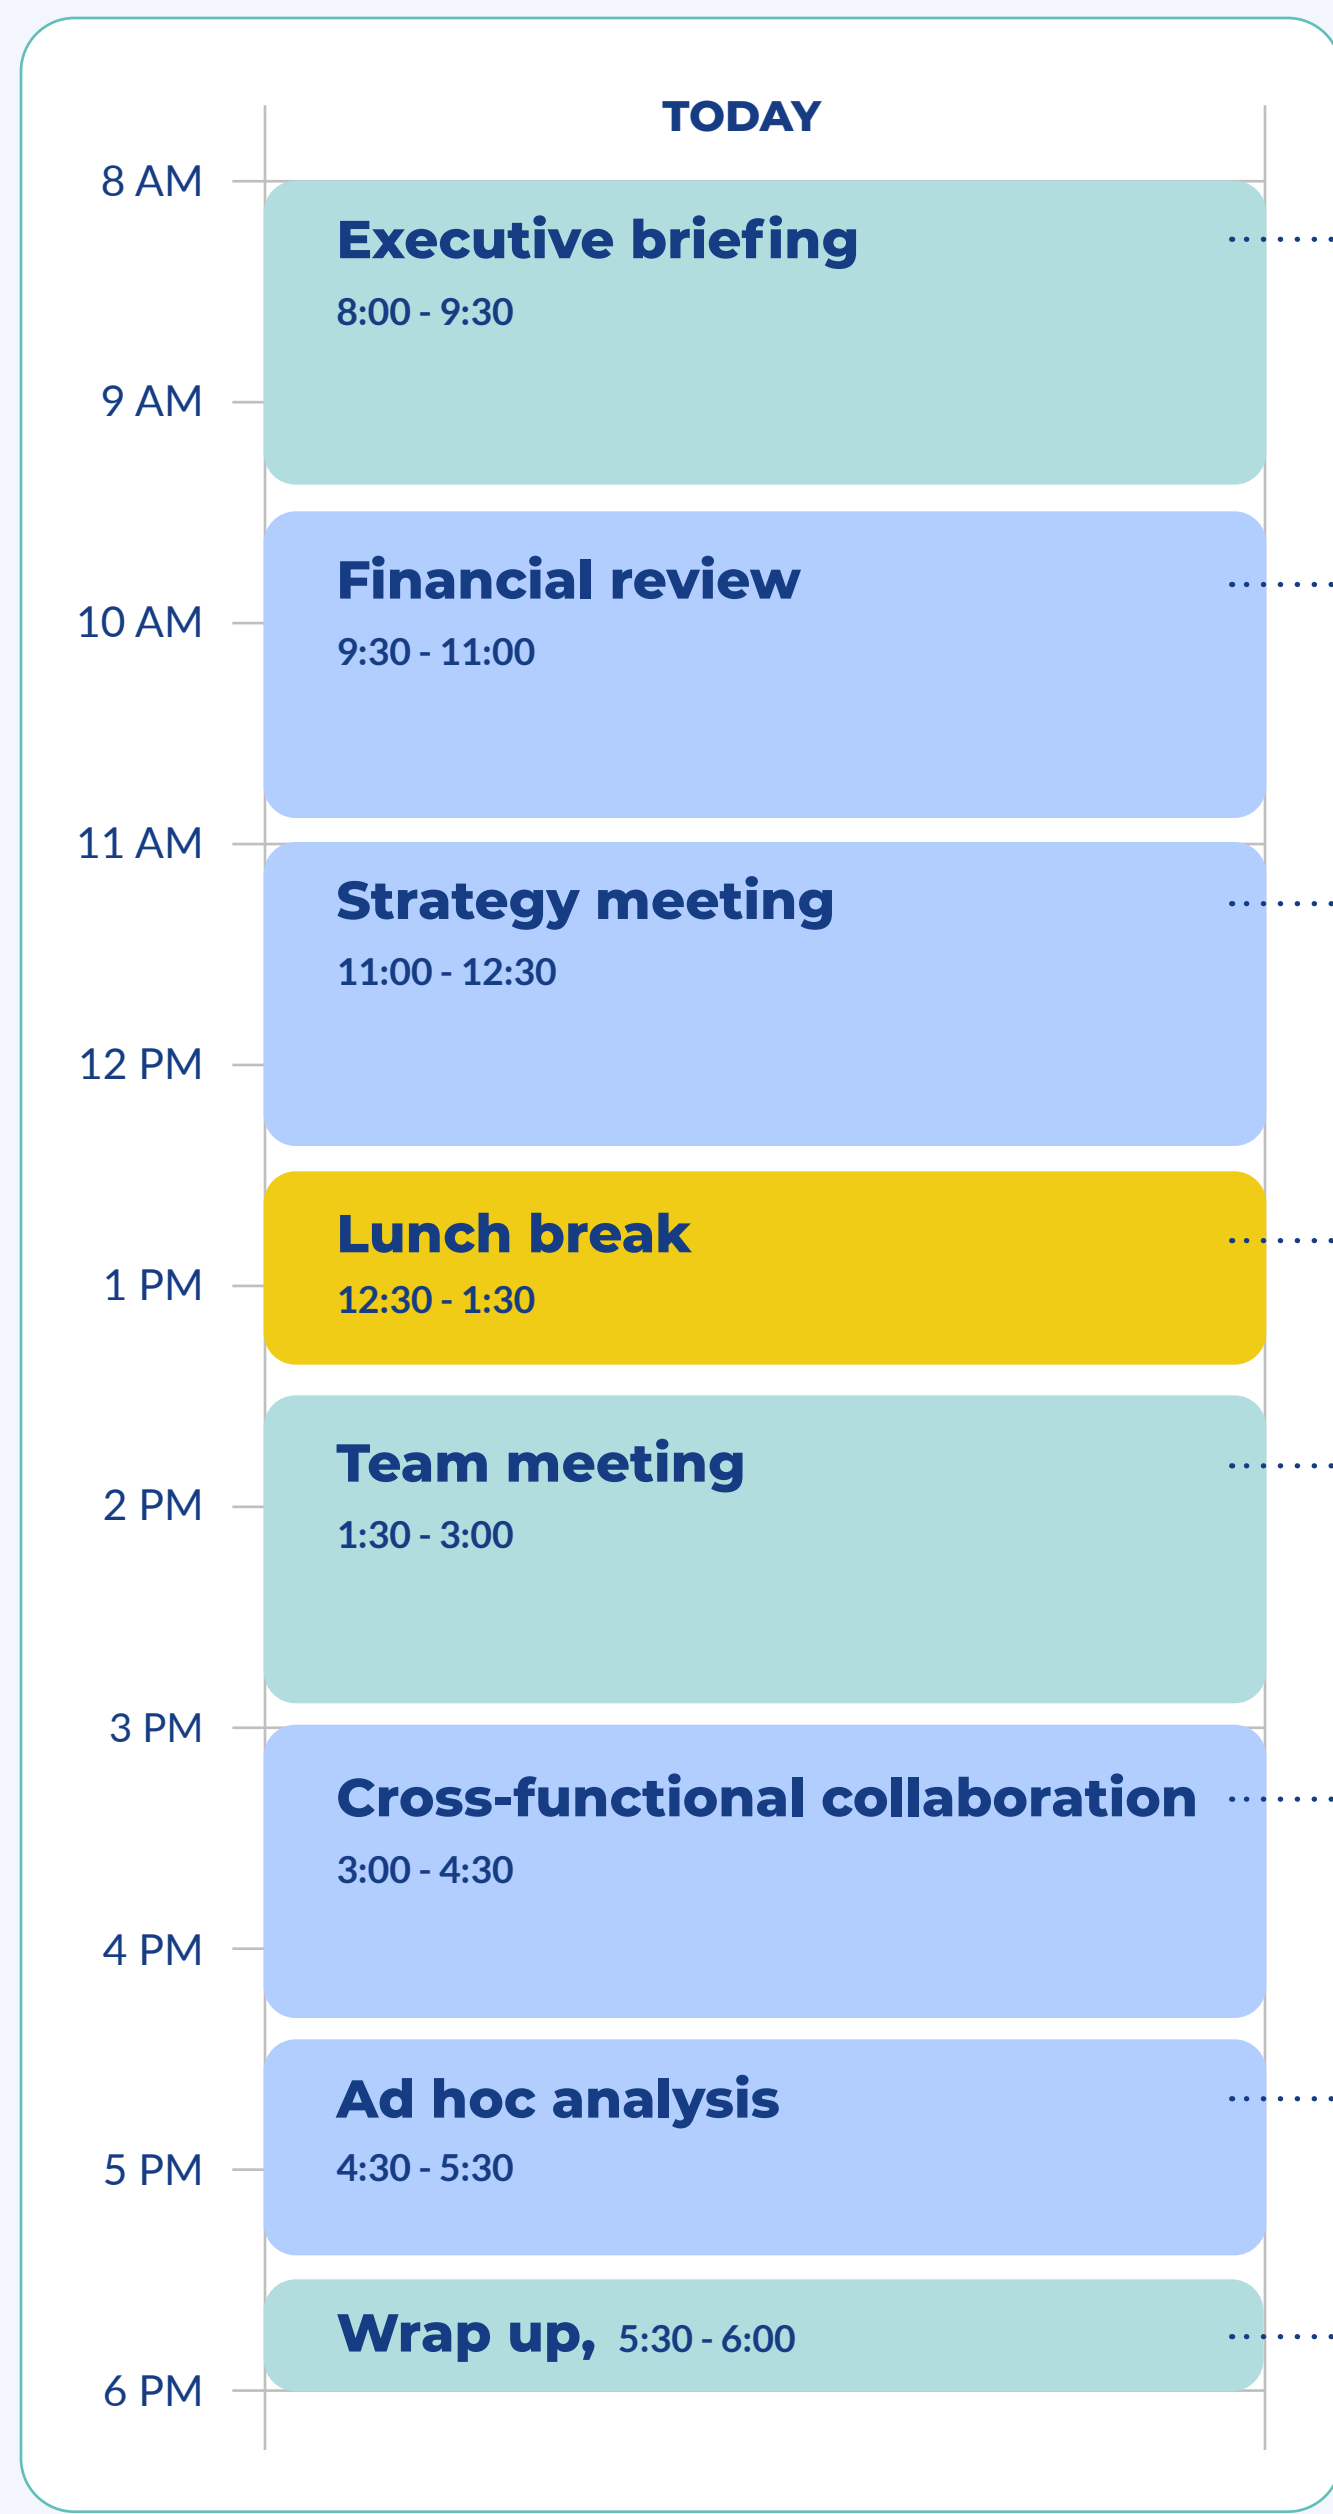 TODAY
8 AM
Executive briefing
8:00 - 9:30
9 AM
Financial review
10 AM
9:30 - 11:00
11 AM
Strategy meeting
11:00 - 12:30
12 PM
Lunch break
1 PM
12:30 - 1:30
Team meeting
2 PM
1:30 - 3:00
3 PM
Cross-functional collaboration
3:00 - 4:30
4 PM
Ad hoc analysis
5 PM
4:30 - 5:30
Wrap up, 5:30 - 6:00
6 PM